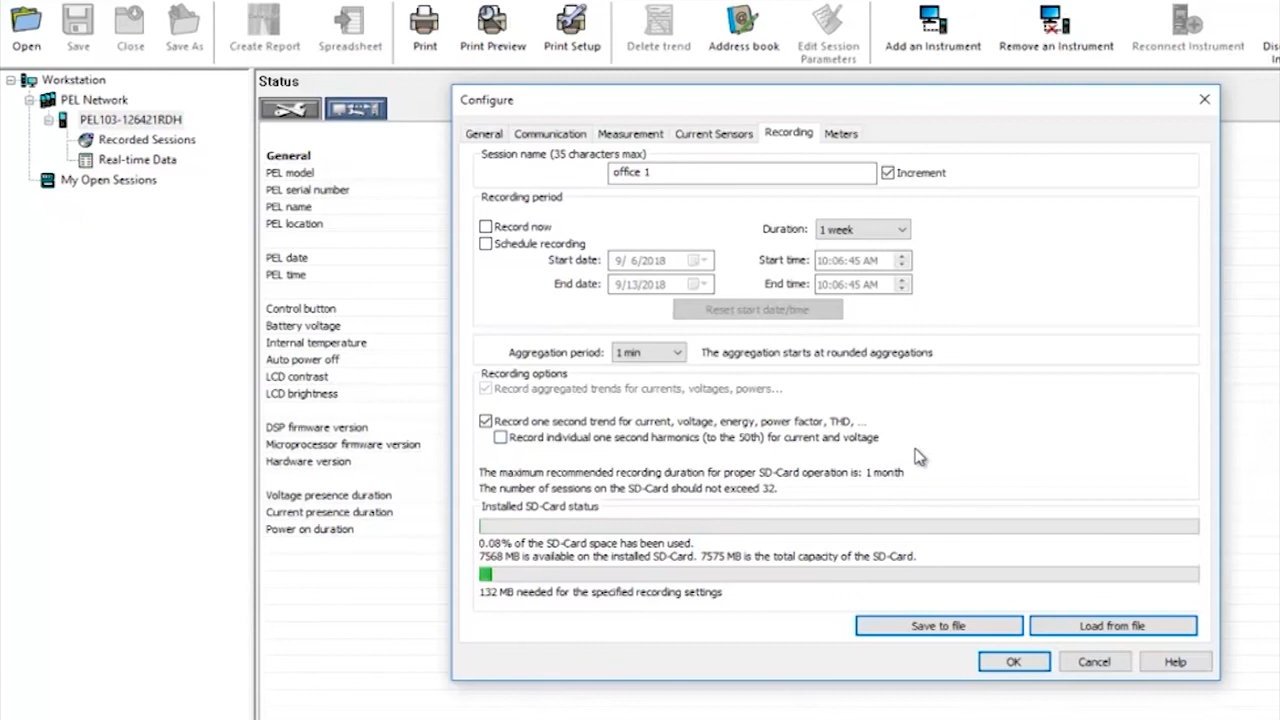 Open Save Close Save As Create Report Spreadsheet Print Print Preview Print Setup Delete trend Address book Edit Session Parameters Add an Instrument Remove an Instrument Reconnect Instrument
Workstation
PEL Network
PEL103-126421RDH
Recorded Sessions
Real-time Data
My Open Sessions
Status
General
PEL model
PEL serial number
PEL name
PEL location
PEL date
PEL time
Control button
Battery voltage
Internal temperature
Auto power off
LCD contrast
LCD brightness
DSP firmware version
Microprocessor firmware version
Hardware version
Voltage presence duration
Current presence duration
Power on duration
Configure
General Communication Measurement Current Sensors Recording Meters
Session name (35 characters max)
office 1 Increment
Recording period
Record now Duration: 1 week
Schedule recording
Start date: 9/ 6/2018 Start time: 10:06:45 AM
End date: 9/13/2018 End time: 10:06:45 AM
Reset start date/time
Aggregation period: 1 min The aggregation starts at rounded aggregations
Recording options
Record aggregated trends for currents, voltages, powers...
Record one second trend for current, voltage, energy, power factor, THD, ...
Record individual one second harmonics (to the 50th) for current and voltage
The maximum recommended recording duration for proper SD-Card operation is: 1 month
The number of sessions on the SD-Card should not exceed 32.
Installed SD-Card status
0.08% of the SD-Card space has been used.
7568 MB is available on the installed SD-Card. 7575 MB is the total capacity of the SD-Card.
132 MB needed for the specified recording settings
Save to file Load from file
OK Cancel Help